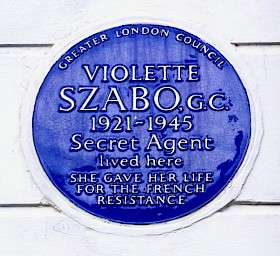 GREATER LONDON COUNCIL
VIOLETTE
SZABO, G.C.
1921-1945
Secret Agent
lived here
SHE GAVE HER LIFE
FOR THE FRENCH
RESISTANCE